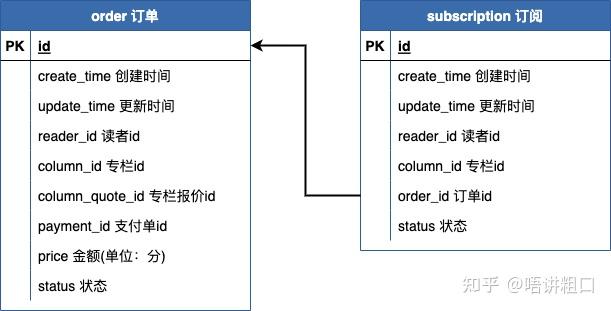 order 订单
PK id
create_time 创建时间
update_time 更新时间
reader_id 读者id
column_id 专栏id
column_quote_id 专栏报价id
payment_id 支付单id
price 金额(单位：分)
status 状态
subscription 订阅
PK id
create_time 创建时间
update_time 更新时间
reader_id 读者id
column_id 专栏id
order_id 订单id
status 状态
知乎 @唔讲粗口